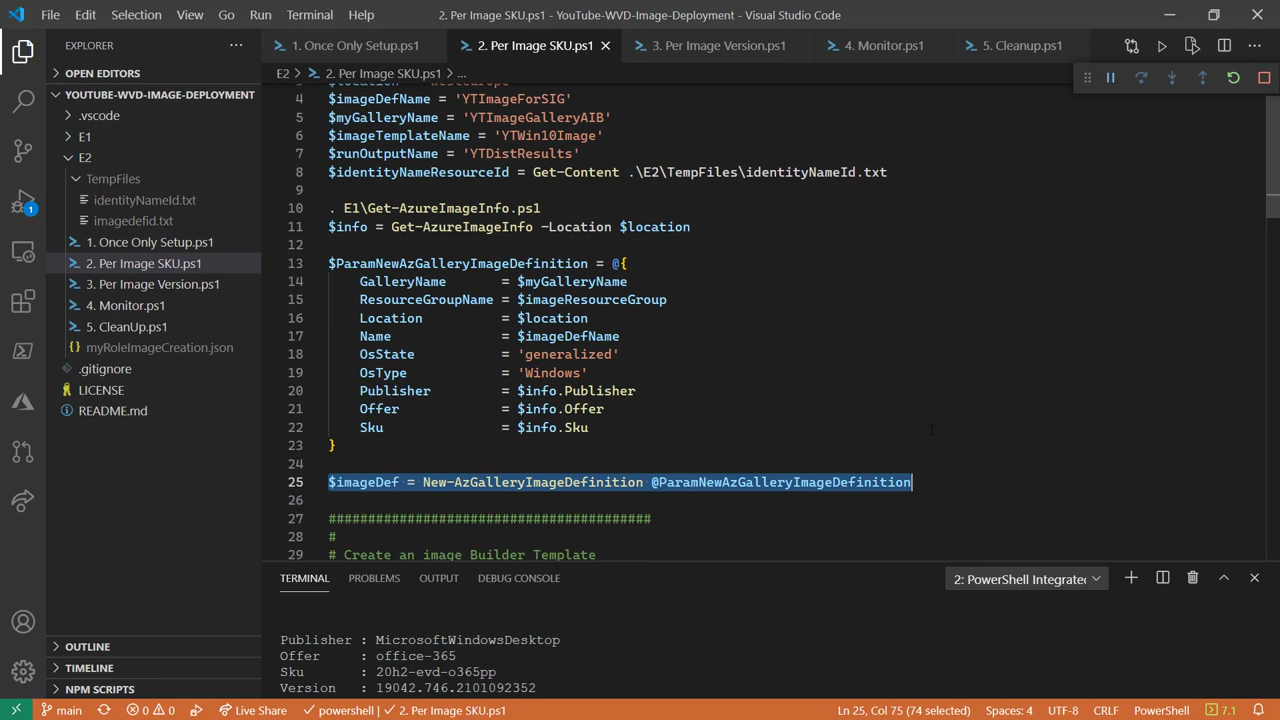 File Edit Selection View Go Run Terminal Help
2. Per Image SKU.ps1 - YouTube-WVD-Image-Deployment - Visual Studio Code
EXPLORER
OPEN EDITORS
YOUTUBE-WVD-IMAGE-DEPLOYMENT
.vscode
E1
E2
TempFiles
identityNameId.txt
imagedefid.txt
1. Once Only Setup.ps1
2. Per Image SKU.ps1
3. Per Image Version.ps1
4. Monitor.ps1
5. CleanUp.ps1
myRoleImageCreation.json
.gitignore
LICENSE
README.md
OUTLINE
TIMELINE
NPM SCRIPTS
1
1. Once Only Setup.ps1
2. Per Image SKU.ps1
3. Per Image Version.ps1
4. Monitor.ps1
5. Cleanup.ps1
E2 > 2. Per Image SKU.ps1 > ...
4 $imageDefName = 'YTImageForSIG'
5 $myGalleryName = 'YTImageGalleryAIB'
6 $imageTemplateName = 'YTWin10Image'
7 $runOutputName = 'YTDistResults'
8 $identityNameResourceId = Get-Content .\E2\TempFiles\identityNameId.txt
9
10 . E1\Get-AzureImageInfo.ps1
11 $info = Get-AzureImageInfo -Location $location
12
13 $ParamNewAzGalleryImageDefinition = @{
14 GalleryName = $myGalleryName
15 ResourceGroupName = $imageResourceGroup
16 Location = $location
17 Name = $imageDefName
18 OsState = 'generalized'
19 OsType = 'Windows'
20 Publisher = $info.Publisher
21 Offer = $info.Offer
22 Sku = $info.Sku
23 }
24
25 $imageDef = New-AzGalleryImageDefinition @ParamNewAzGalleryImageDefinition
26
27 #########################################
28 #
29 # Create an image Builder Template
TERMINAL PROBLEMS OUTPUT DEBUG CONSOLE
2: PowerShell Integrate
Publisher : MicrosoftWindowsDesktop
Offer : office-365
Sku : 20h2-evd-o365pp
Version : 19042.746.2101092352
main 0 0 Live Share powershell | 2. Per Image SKU.ps1
Ln 25, Col 75 (74 selected) Spaces: 4 UTF-8 CRLF PowerShell 7.1